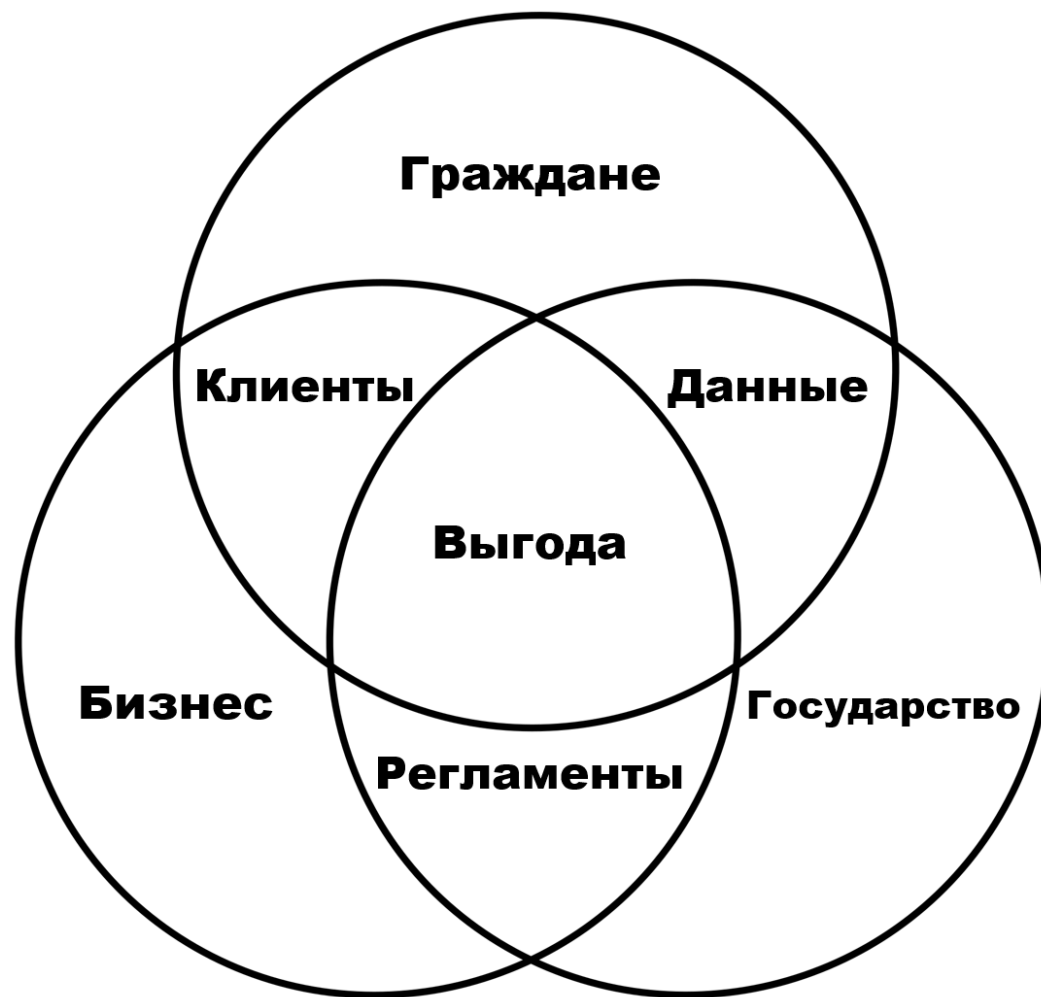 Граждане
Клиенты
Данные
Выгода
Бизнес
Государство
Регламенты